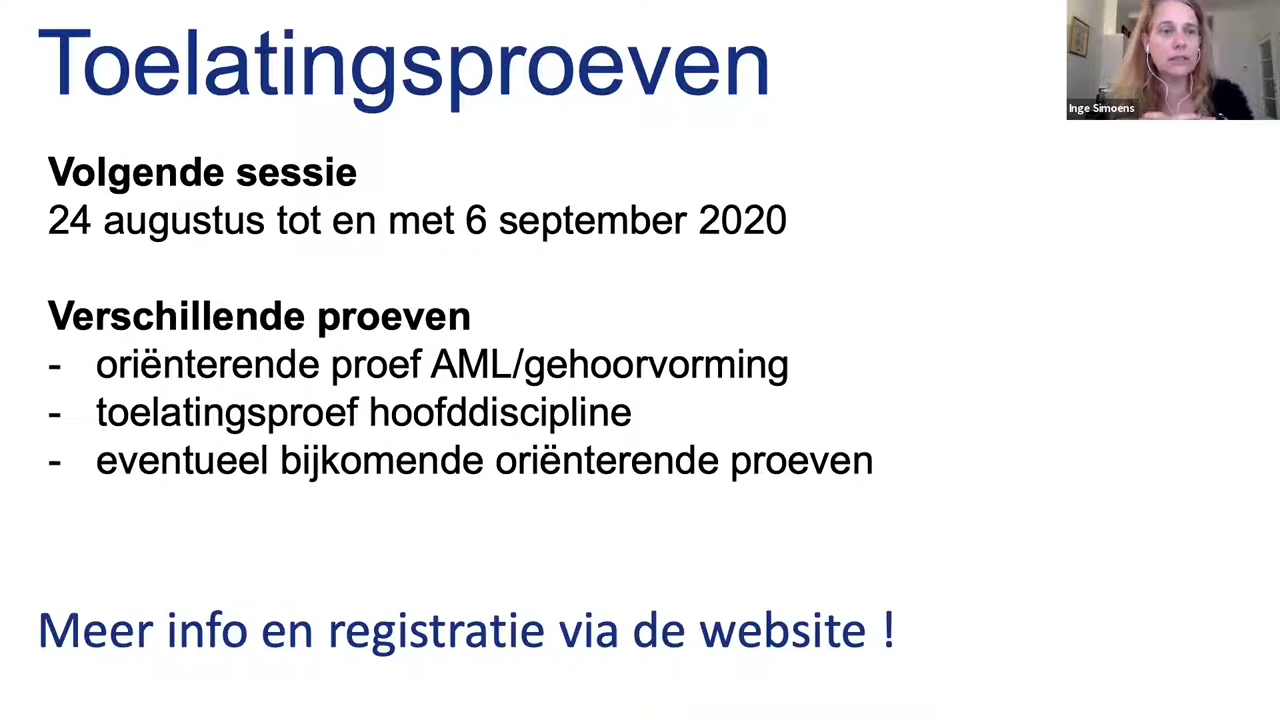 Toelatingsproeven
Inge Simoens
Volgende sessie
24 augustus tot en met 6 september 2020
Verschillende proeven
- oriënterende proef AML/gehoorvorming
- toelatingsproef hoofddiscipline
- eventueel bijkomende oriënterende proeven
Meer info en registratie via de website !